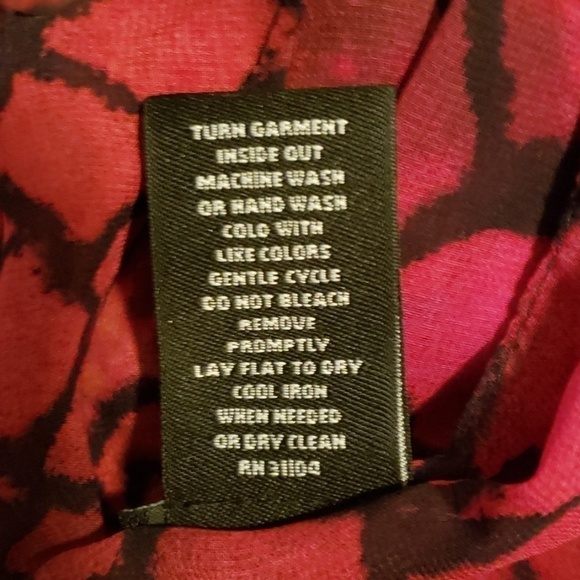 TURN GARMENT
INSIDE OUT
MACHINE WASH
OR HAND WASH
COLD WITH
LIKE COLORS
GENTLE CYCLE
DO NOT BLEACH
REMOVE
PROMPTLY
LAY FLAT TO DRY
COOL IRON
WHEN NEEDED
OR DRY CLEAN
RN 31104